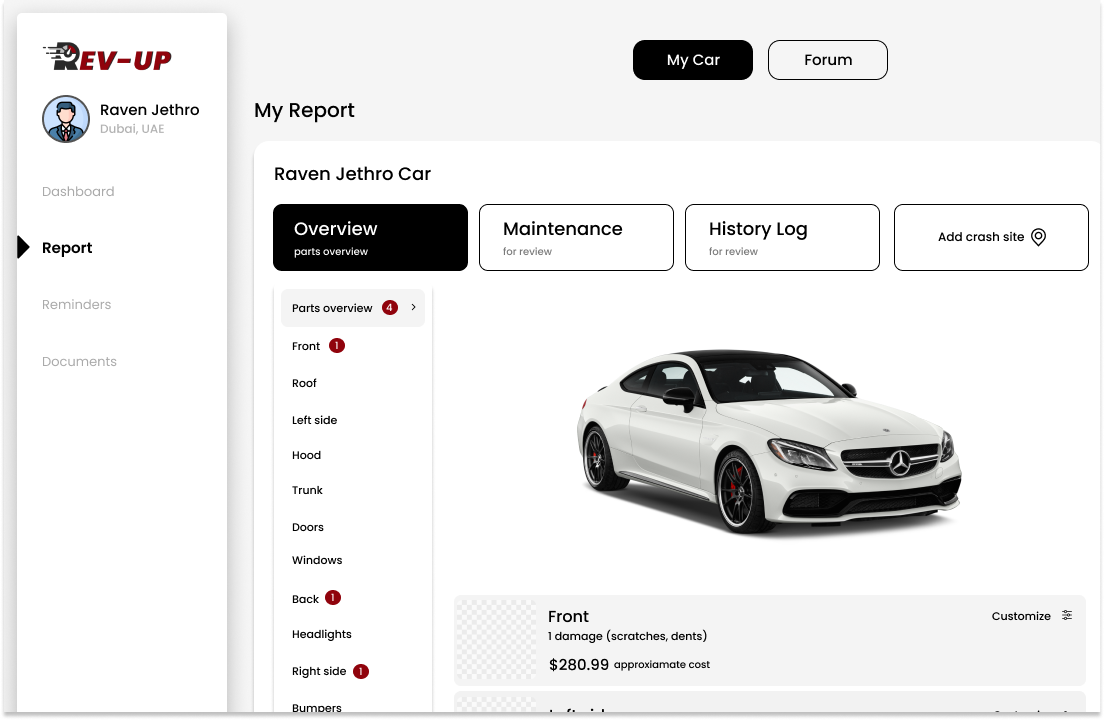 REV-UP
Raven Jethro
Dubai, UAE
Dashboard
Report
Reminders
Documents
My Car
Forum
My Report
Raven Jethro Car
Overview
parts overview
Maintenance
for review
History Log
for review
Add crash site
Parts overview 4 >
Front 1
Roof
Left side
Hood
Trunk
Doors
Windows
Back 1
Headlights
Right side 1
Bumpers
Front
1 damage (scratches, dents)
$280.99 approxiamate cost
Customize
Left side
Customize